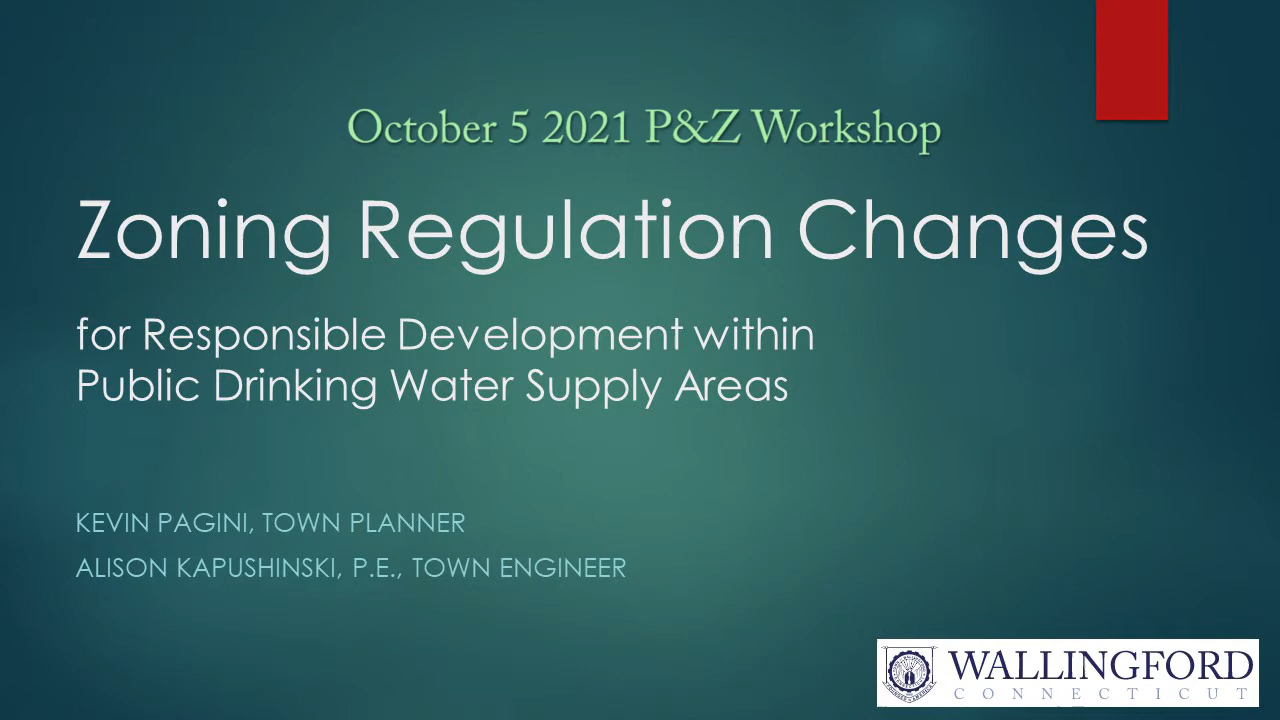 October 5 2021 P&Z Workshop
Zoning Regulation Changes
for Responsible Development within
Public Drinking Water Supply Areas
KEVIN PAGINI, TOWN PLANNER
ALISON KAPUSHINSKI, P.E., TOWN ENGINEER
WALLINGFORD
CONNECTICUT